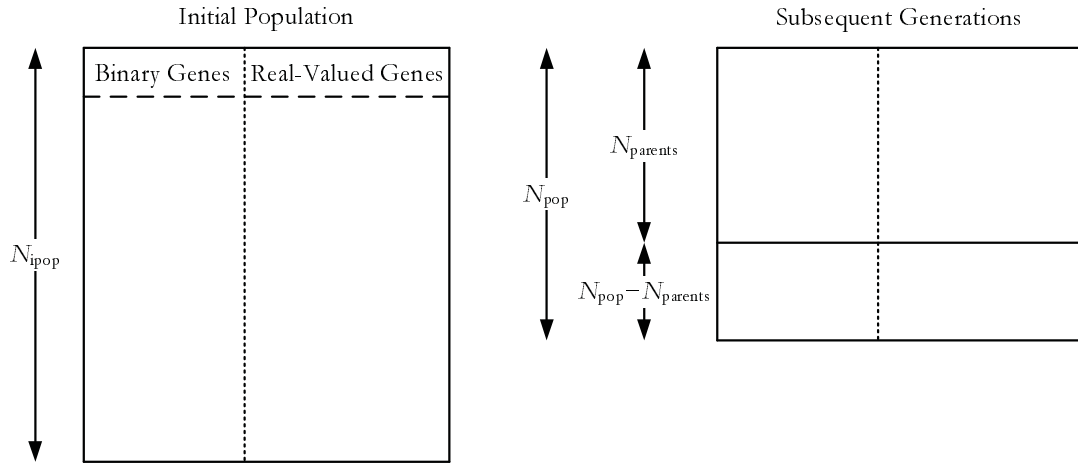 Initial Population
Subsequent Generations
Binary Genes
Real-Valued Genes
N_ipop
N_pop
N_parents
N_pop−N_parents